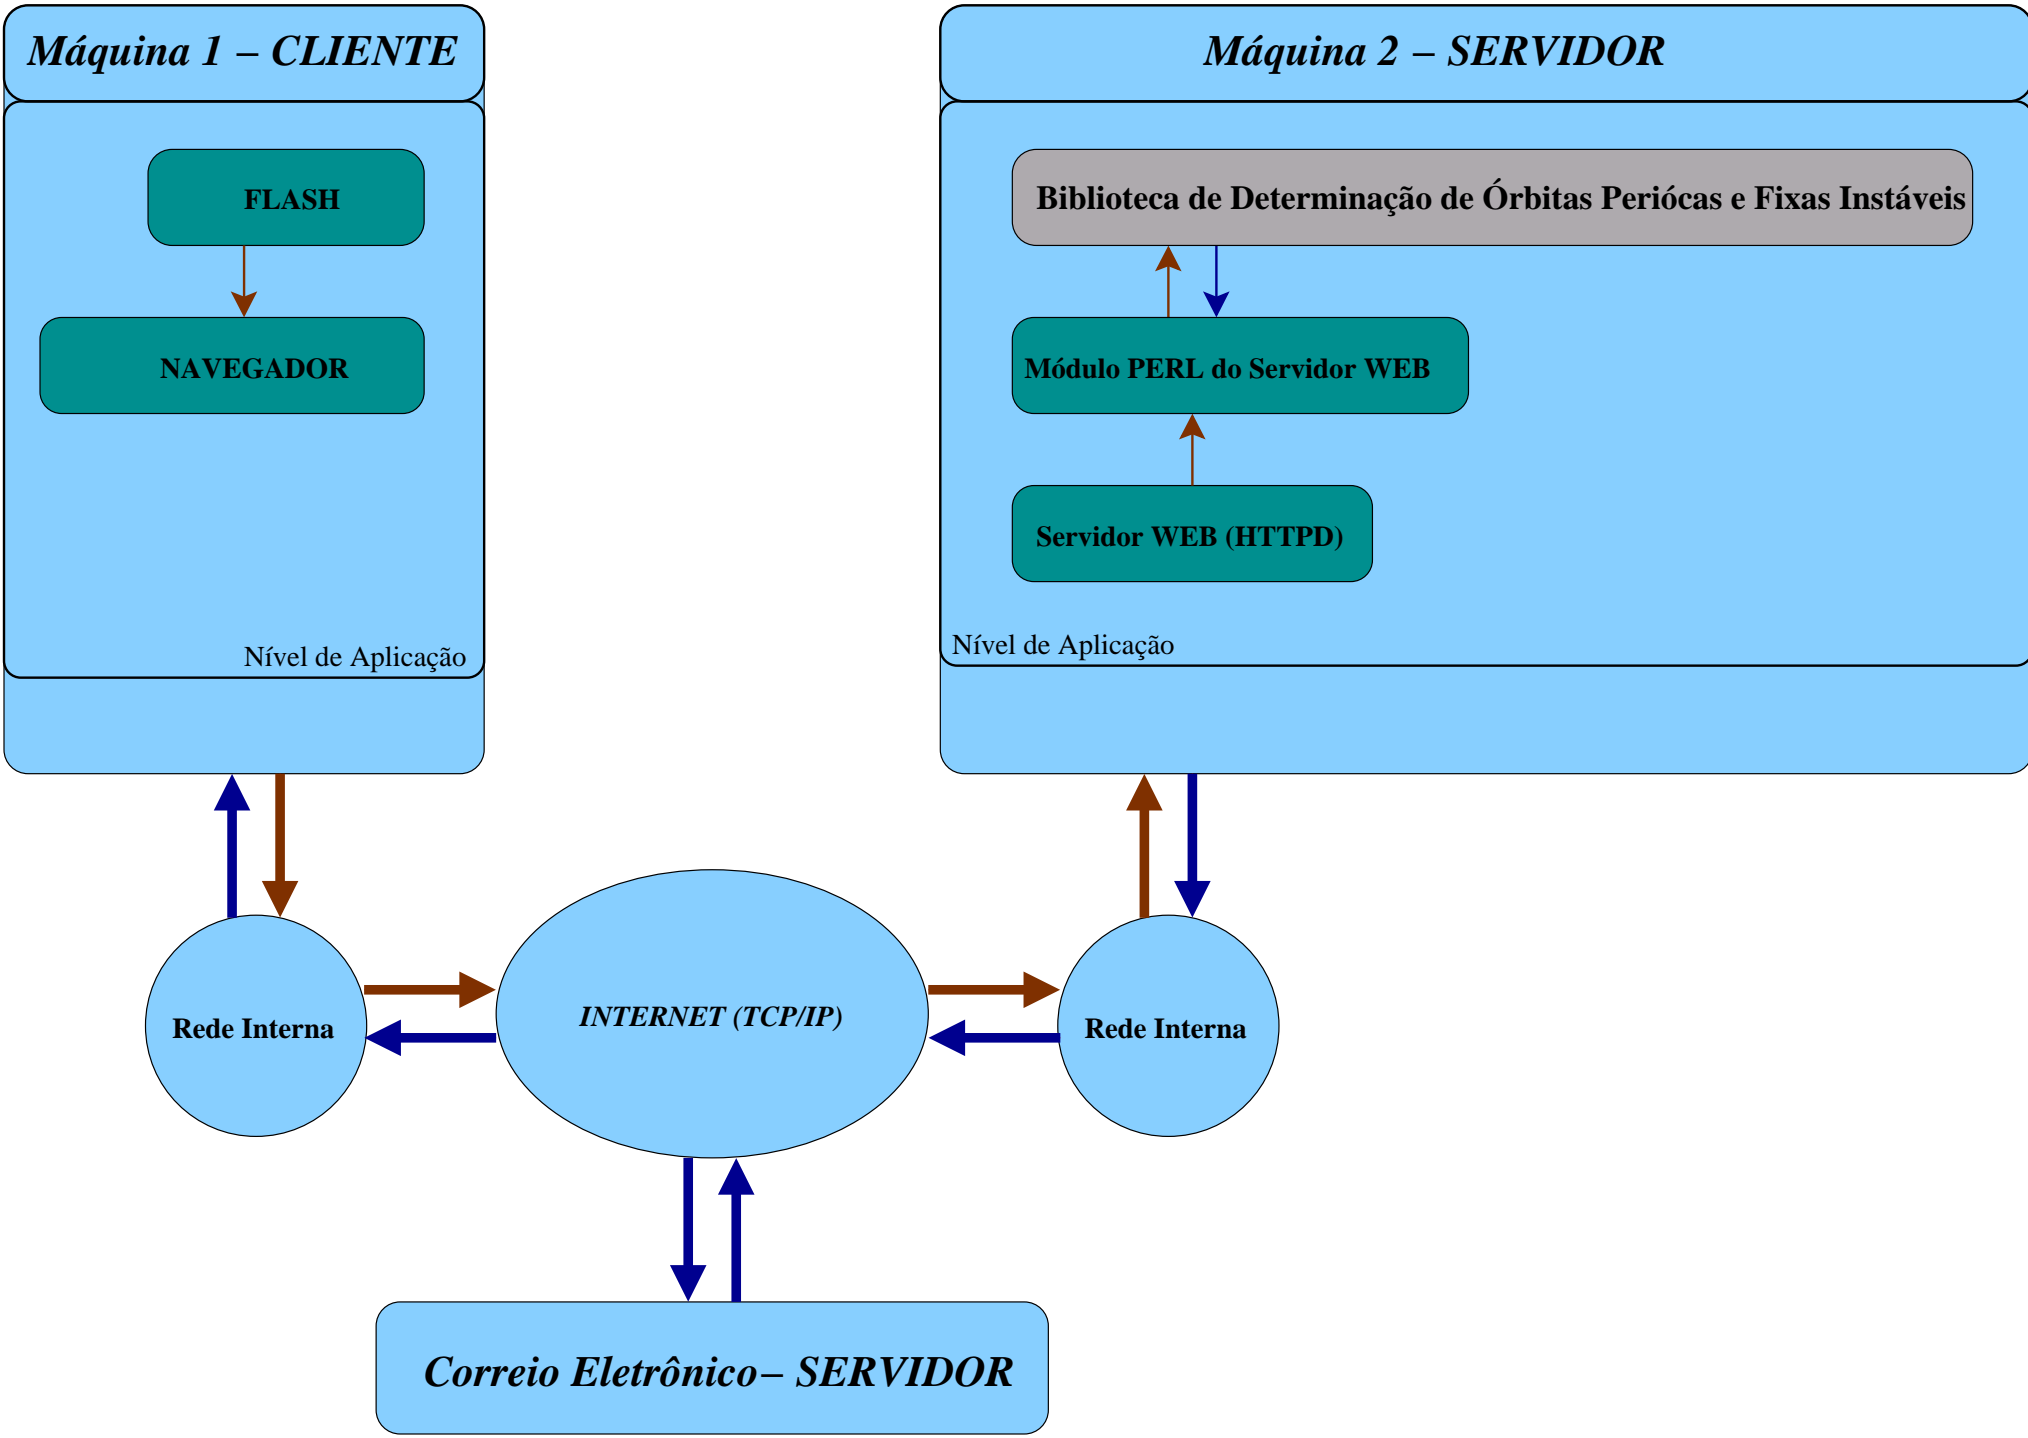 Máquina 1 – CLIENTE
FLASH
NAVEGADOR
Nível de Aplicação
Máquina 2 – SERVIDOR
Biblioteca de Determinação de Órbitas Periócas e Fixas Instáveis
Módulo PERL do Servidor WEB
Servidor WEB (HTTPD)
Nível de Aplicação
Rede Interna
INTERNET (TCP/IP)
Rede Interna
Correio Eletrônico– SERVIDOR